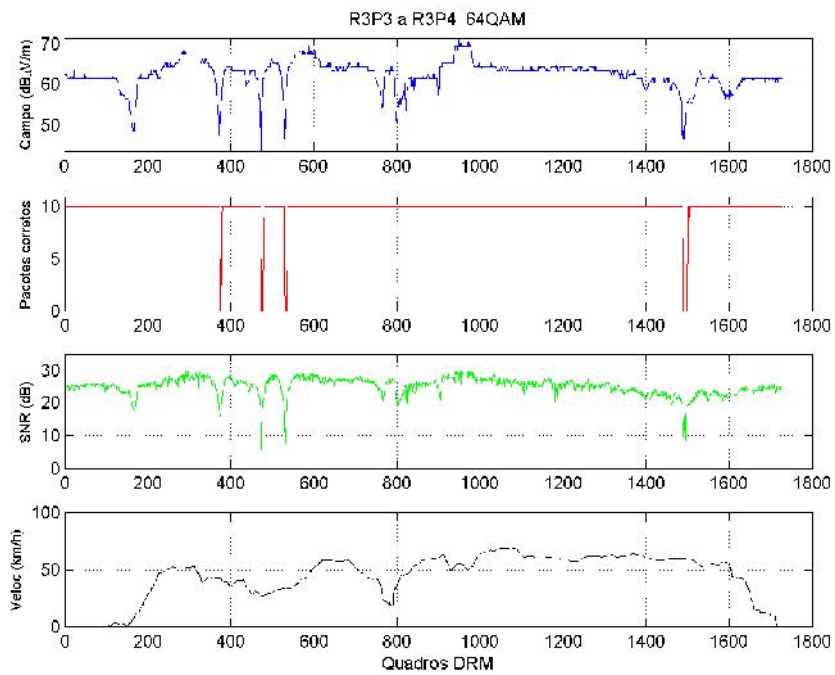 R3P3 a R3P4 64QAM
Campo (dB,V/m)
70
60
50
0 200 400 600 800 1000 1200 1400 1600 1800
Pacotes corretos
10
5
0
0 200 400 600 800 1000 1200 1400 1600 1800
SNR (dB)
30
20
10
0
0 200 400 600 800 1000 1200 1400 1600 1800
Veloc (km/h)
100
50
0
0 200 400 600 800 1000 1200 1400 1600 1800
Quadros DRM